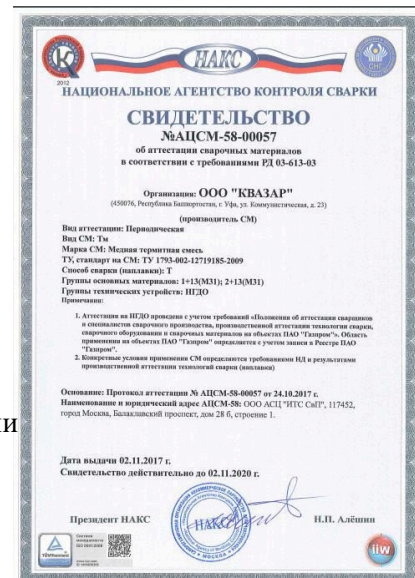 НАКС
2012
СНГ
НАЦИОНАЛЬНОЕ АГЕНТСТВО КОНТРОЛЯ СВАРКИ
СВИДЕТЕЛЬСТВО
№АЦСМ-58-00057
об аттестации сварочных материалов
в соответствии с требованиями РД 03-613-03
Организация: ООО "КВАЗАР"
(450076, Республика Башкортостан, г. Уфа, ул. Коммунистическая, д. 23)
(производитель СМ)
Вид аттестации: Периодическая
Вид СМ: Тм
Марка СМ: Медная термитная смесь
ТУ, стандарт на СМ: ТУ 1793-002-12719185-2009
Способ сварки (наплавки): Т
Группы основных материалов: 1+13(М31); 2+13(М31)
Группы технических устройств: НГДО
Примечания:
1. Аттестация на НГДО проведена с учетом требований «Положения об аттестации сварщиков
и специалистов сварочного производства, производственной аттестации технологии сварки,
сварочного оборудования и сварочных материалов на объектах ПАО "Газпром"». Область
применения на объектах ПАО "Газпром" определяется с учетом записи в Реестре ПАО
"Газпром".
2. Конкретные условия применения СМ определяются требованиями НД и результатами
производственной аттестации технологий сварки (наплавки)
Основание: Протокол аттестации № АЦСМ-58-00057 от 24.10.2017 г.
Наименование и юридический адрес АЦСМ-58: ООО АСЦ "ИТС СвП", 117452,
город Москва, Балаклавский проспект, дом 28 б, строение 1.
и
Дата выдачи 02.11.2017 г.
Свидетельство действительно до 02.11.2020 г.
Президент НАКС
НАКС
МОСКВА
Н.П. Алёшин
iiw